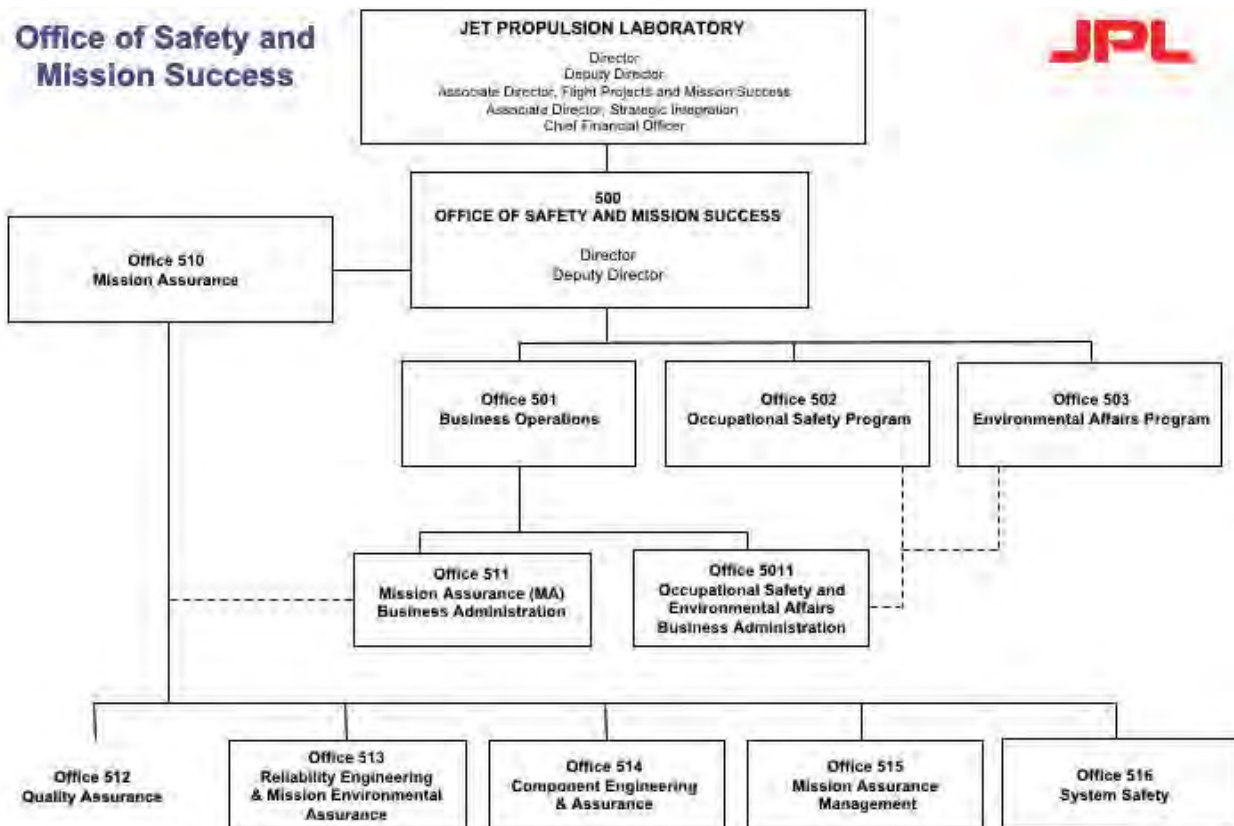 Office of Safety and
Mission Success
JET PROPULSION LABORATORY
Director
Deputy Director
Associate Director, Flight Projects and Mission Success
Associate Director, Strategic Integration
Chief Financial Officer
JPL
500
OFFICE OF SAFETY AND MISSION SUCCESS
Director
Deputy Director
Office 510
Mission Assurance
Office 501
Business Operations
Office 502
Occupational Safety Program
Office 503
Environmental Affairs Program
Office 511
Mission Assurance (MA)
Business Administration
Office 5011
Occupational Safety and
Environmental Affairs
Business Administration
Office 512
Quality Assurance
Office 513
Reliability Engineering
& Mission Environmental
Assurance
Office 514
Component Engineering
& Assurance
Office 515
Mission Assurance
Management
Office 516
System Safety